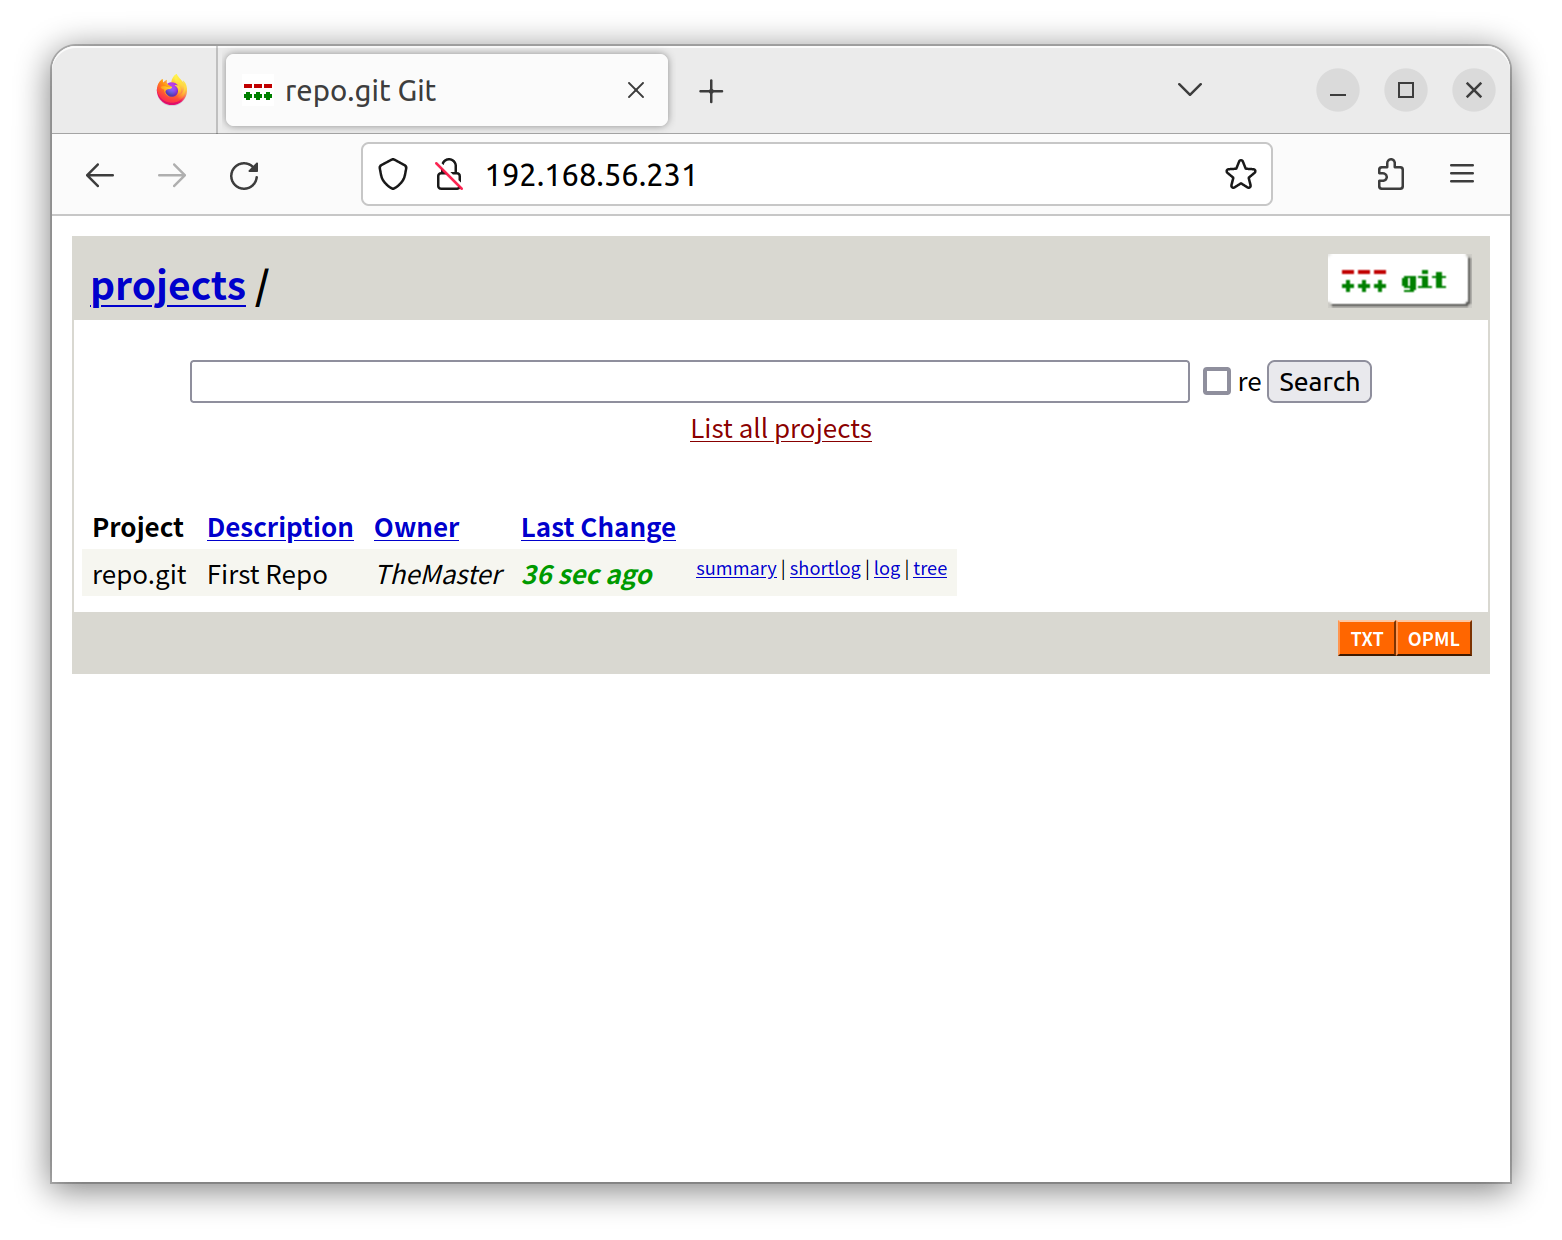 repo.git Git
192.168.56.231
projects /
git
re Search
List all projects
Project Description Owner Last Change
repo.git First Repo TheMaster 36 sec ago summary | shortlog | log | tree
TXT OPML